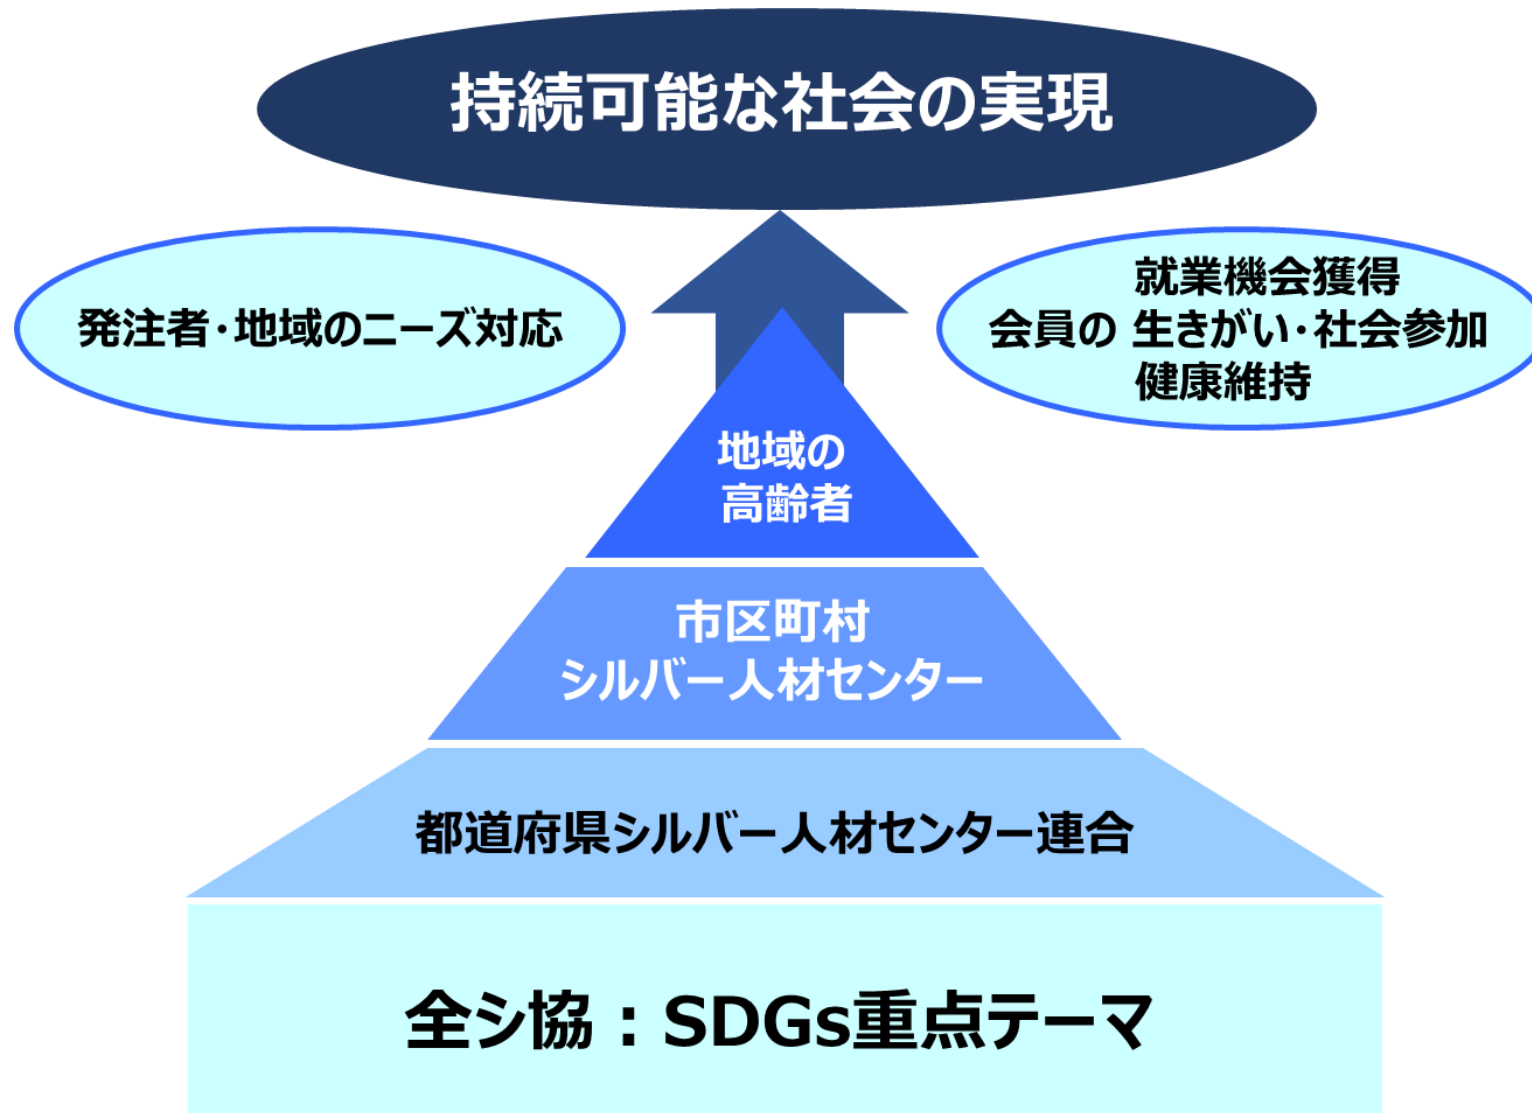 持続可能な社会の実現
発注者・地域のニーズ対応
就業機会獲得
会員の 生きがい・社会参加
健康維持
地域の
高齢者
市区町村
シルバー人材センター
都道府県シルバー人材センター連合
全シ協：SDGs重点テーマ